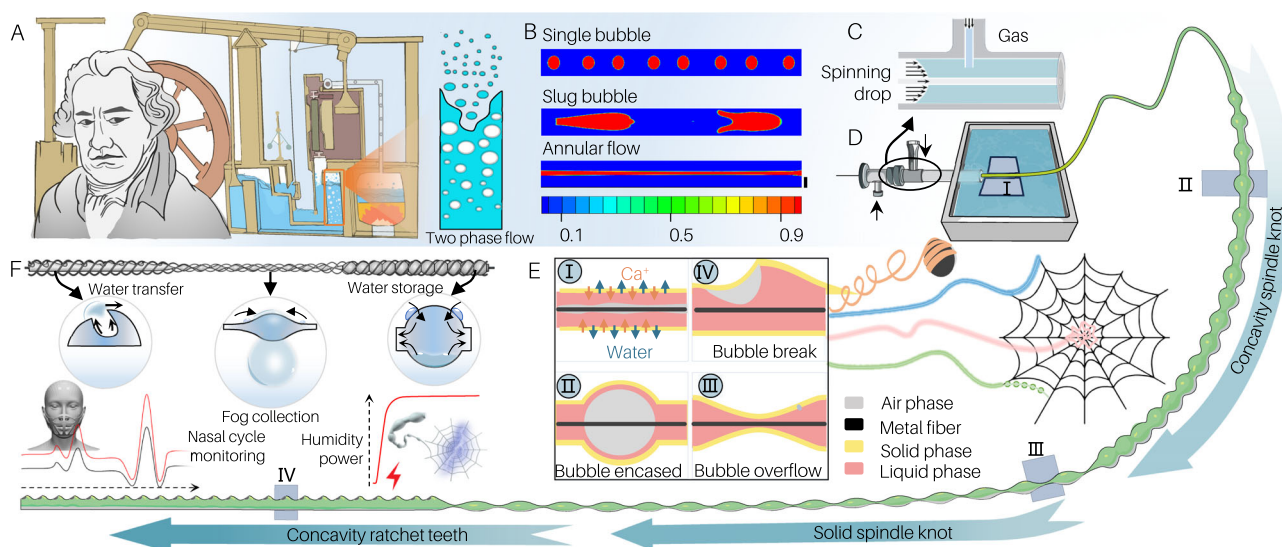 A
Two phase flow
B
Single bubble
Slug bubble
Annular flow
0.1 0.5 0.9
C
Gas
Spinning
drop
D
I
II
Concavity spindle knot
E
I
Ca⁺
Water
IV
Bubble break
II
Bubble encased
III
Bubble overflow
Air phase
Metal fiber
Solid phase
Liquid phase
III
F
Water transfer
Water storage
Fog collection
Nasal cycle
monitoring
Humidity
power
IV
Concavity ratchet teeth
Solid spindle knot